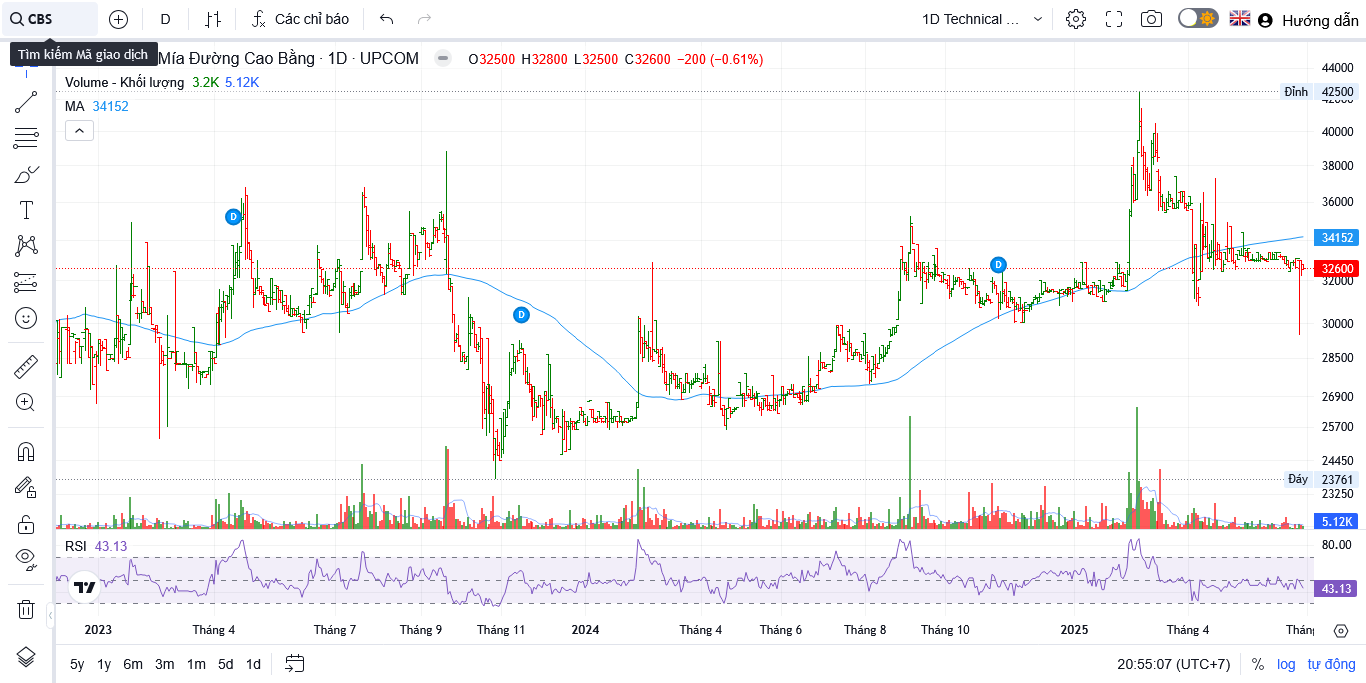 CBS
D
Các chỉ báo
1D Technical ...
Hướng dẫn
Tìm kiếm Mã giao dịch
Mía Đường Cao Bằng · 1D · UPCOM
O32500 H32800 L32500 C32600 −200 (−0.61%)
Volume - Khối lượng 3.2K 5.12K
MA 34152
44000
Đỉnh 42500
42000
40000
38000
36000
34152
32600
32000
30000
28500
26900
25700
24450
Đáy 23761
23250
5.12K
D
D
D
RSI 43.13
80.00
43.13
2023 Tháng 4 Tháng 7 Tháng 9 Tháng 11 2024 Tháng 4 Tháng 6 Tháng 8 Tháng 10 2025 Tháng 4 Thán
5y 1y 6m 3m 1m 5d 1d
20:55:07 (UTC+7) % log tự động